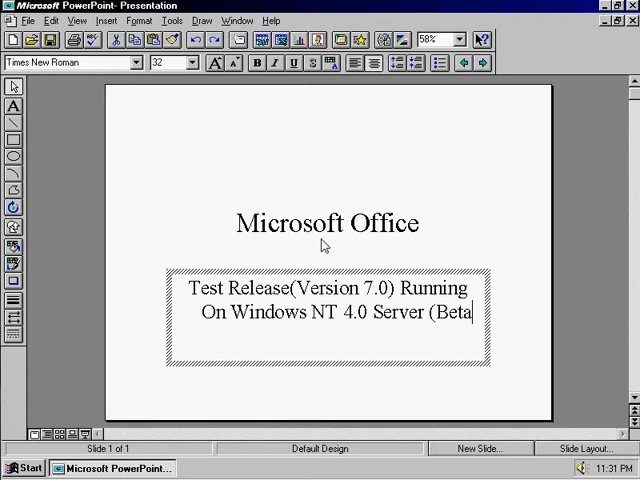 Microsoft PowerPoint- Presentation
File Edit View Insert Format Tools Draw Window Help
58%
Times New Roman 32 A A B I U S
Microsoft Office
Test Release(Version 7.0) Running
On Windows NT 4.0 Server (Beta
Slide 1 of 1 Default Design New Slide... Slide Layout...
Start Microsoft PowerPoint... 11:31 PM